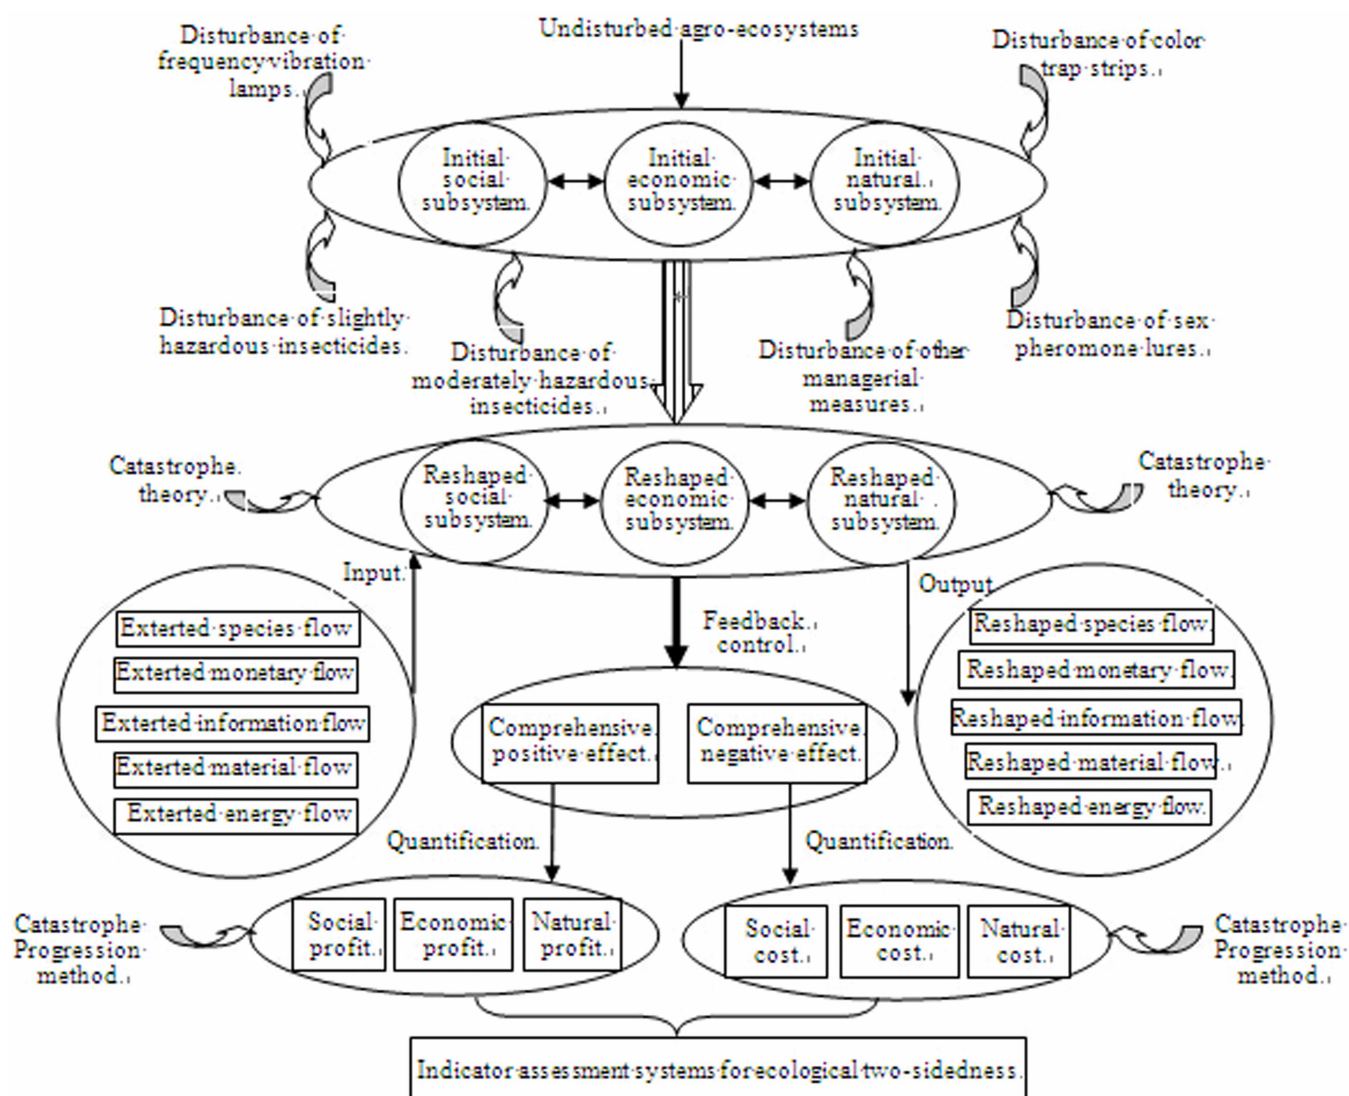 Disturbance of
frequency vibration
lamps.
Undisturbed agro-ecosystems
Disturbance of color
trap strips.
Initial
social
subsystem.
Initial
economic
subsystem.
Initial
natural.
subsystem.
Disturbance of slightly
hazardous insecticides.
Disturbance of
moderately hazardous
insecticides.
Disturbance of other
managerial
measures.
Disturbance of sex
pheromone lures.
Catastrophe.
theory.
Reshaped
social
subsystem.
Reshaped
economic
subsystem.
Reshaped
natural .
subsystem.
Catastrophe
theory.
Input.
Output
Exterted species flow
Exterted monetary flow
Exterted information flow
Exterted material flow
Exterted energy flow
Feedback.
control.
Reshaped species flow.
Reshaped monetary flow.
Reshaped information flow.
Reshaped material flow.
Reshaped energy flow.
Comprehensive.
positive effect.
Comprehensive.
negative effect.
Quantification.
Quantification.
Catastrophe
Progression
method.
Social
profit.
Economic
profit.
Natural
profit.
Social
cost.
Economic
cost.
Natural
cost.
Catastrophe
Progression
method.
Indicator assessment systems for ecological two-sidedness.